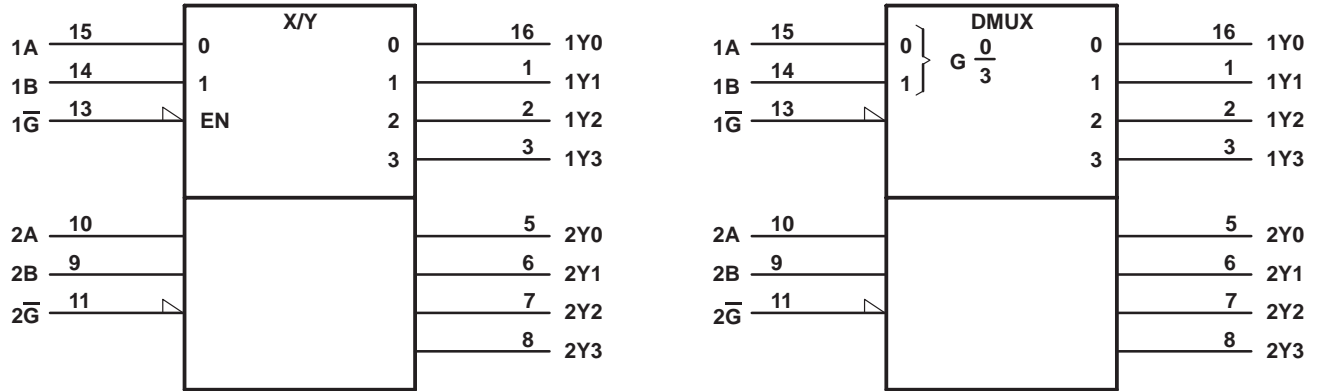 X/Y
1A 15 0 0 16 1Y0
1B 14 1 1 1 1Y1
1G̅ 13 EN 2 2 1Y2
3 3 1Y3
2A 10 5 2Y0
2B 9 6 2Y1
2G̅ 11 7 2Y2
8 2Y3
DMUX
1A 15 0 G 0/3 0 16 1Y0
1B 14 1 1 1 1Y1
1G̅ 13 2 2 1Y2
3 3 1Y3
2A 10 5 2Y0
2B 9 6 2Y1
2G̅ 11 7 2Y2
8 2Y3